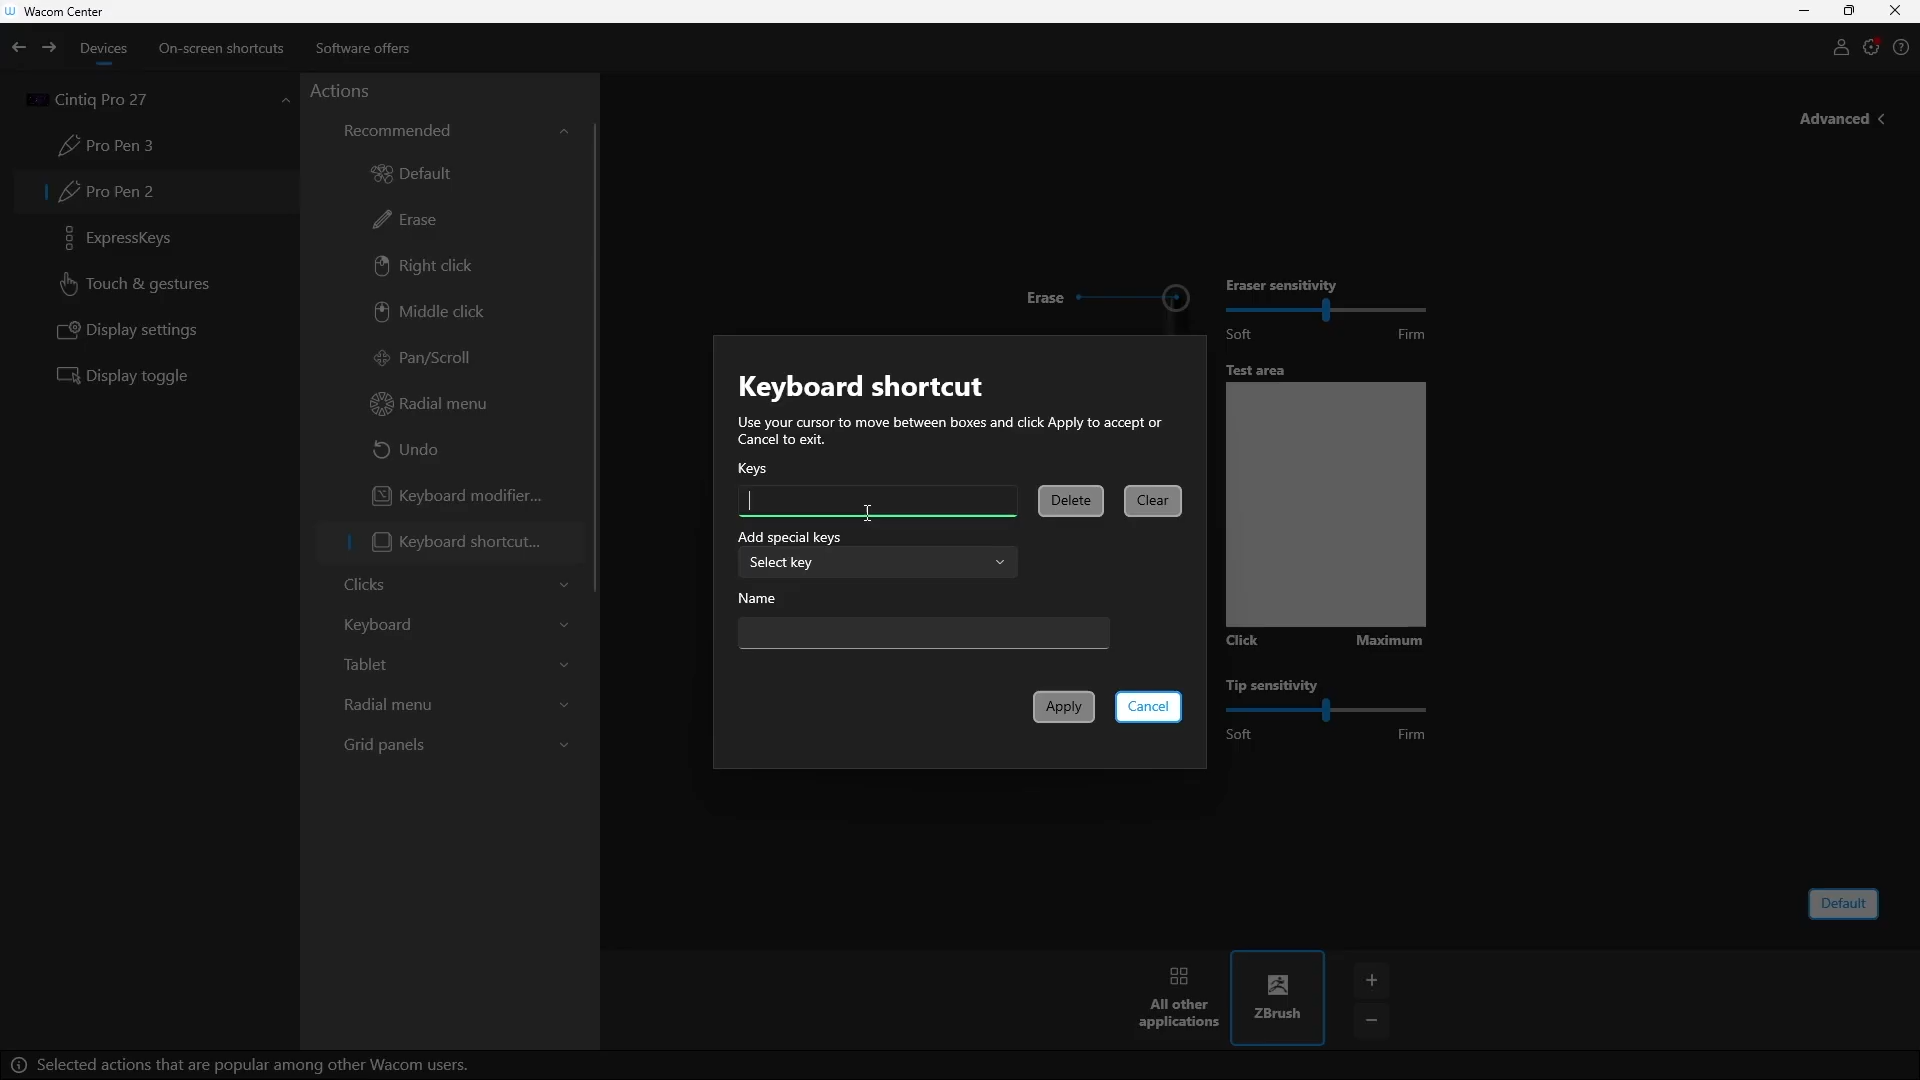 Wacom Center
Devices
On-screen shortcuts
Software offers
Cintiq Pro 27
Pro Pen 3
Pro Pen 2
ExpressKeys
Touch & gestures
Display settings
Display toggle
Actions
Recommended
Default
Erase
Right click
Middle click
Pan/Scroll
Radial menu
Undo
Keyboard modifier...
Keyboard shortcut...
Clicks
Keyboard
Tablet
Radial menu
Grid panels
Advanced
Erase
Eraser sensitivity
Soft Firm
Test area
Click Maximum
Tip sensitivity
Soft Firm
Keyboard shortcut
Use your cursor to move between boxes and click Apply to accept or
Cancel to exit.
Keys
Delete
Clear
Add special keys
Select key
Name
Apply
Cancel
Default
All other
applications
ZBrush
Selected actions that are popular among other Wacom users.